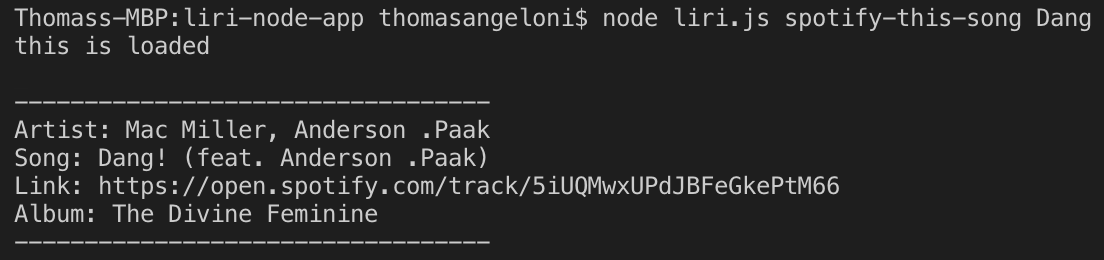 Thomass-MBP:liri-node-app thomasangeloni$ node liri.js spotify-this-song Dang
this is loaded
----------------------------------
Artist: Mac Miller, Anderson .Paak
Song: Dang! (feat. Anderson .Paak)
Link: https://open.spotify.com/track/5iUQMwxUPdJBFeGkePtM66
Album: The Divine Feminine
----------------------------------